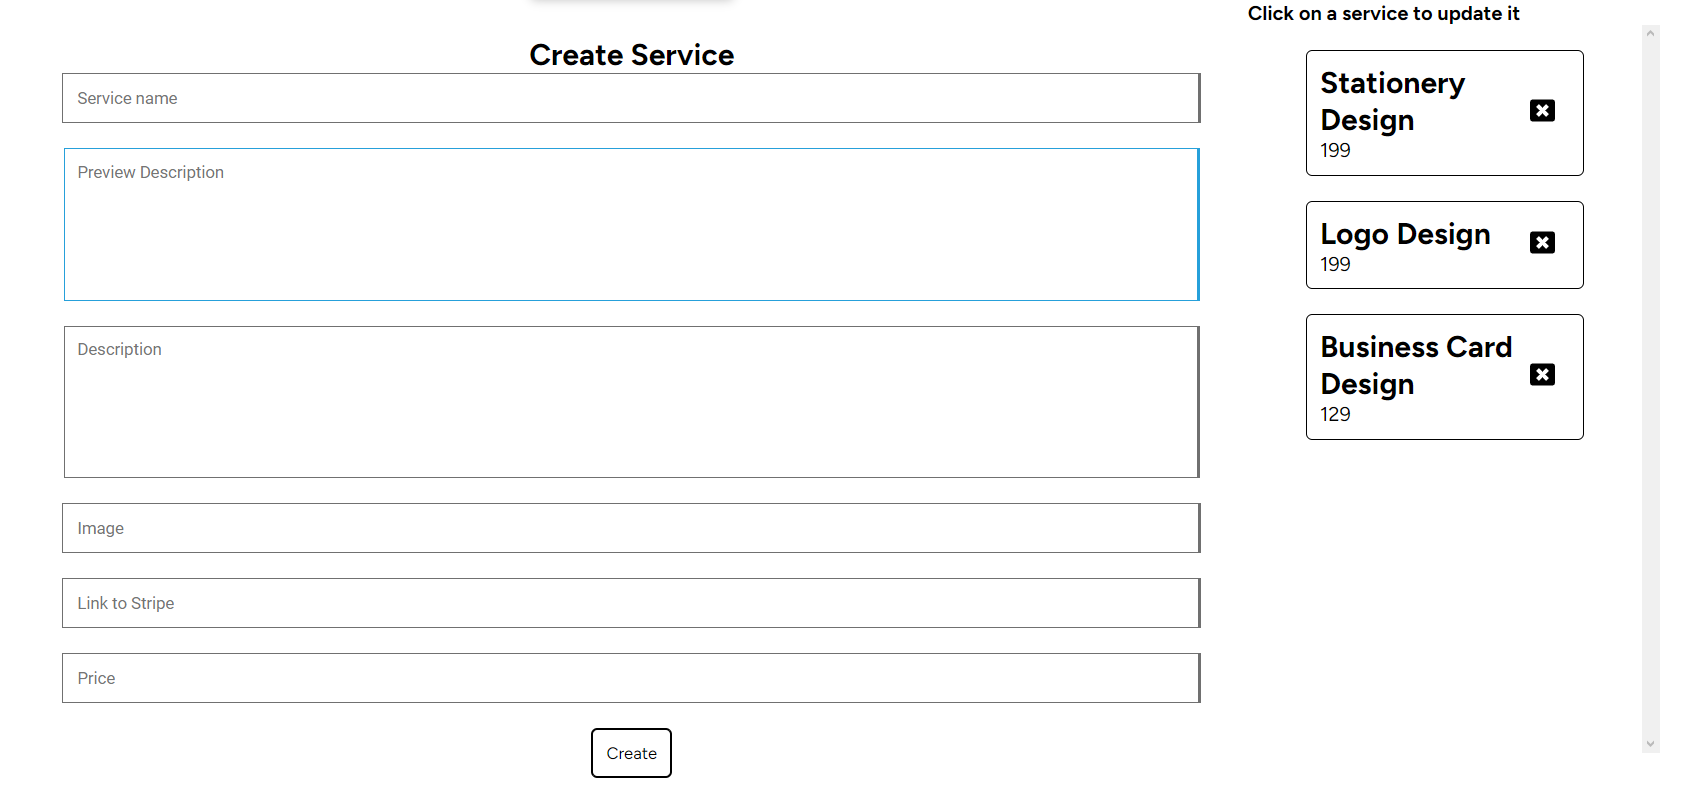 Click on a service to update it
Create Service
Service name
Preview Description
Description
Image
Link to Stripe
Price
Create
Stationery
Design
199
Logo Design
199
Business Card
Design
129